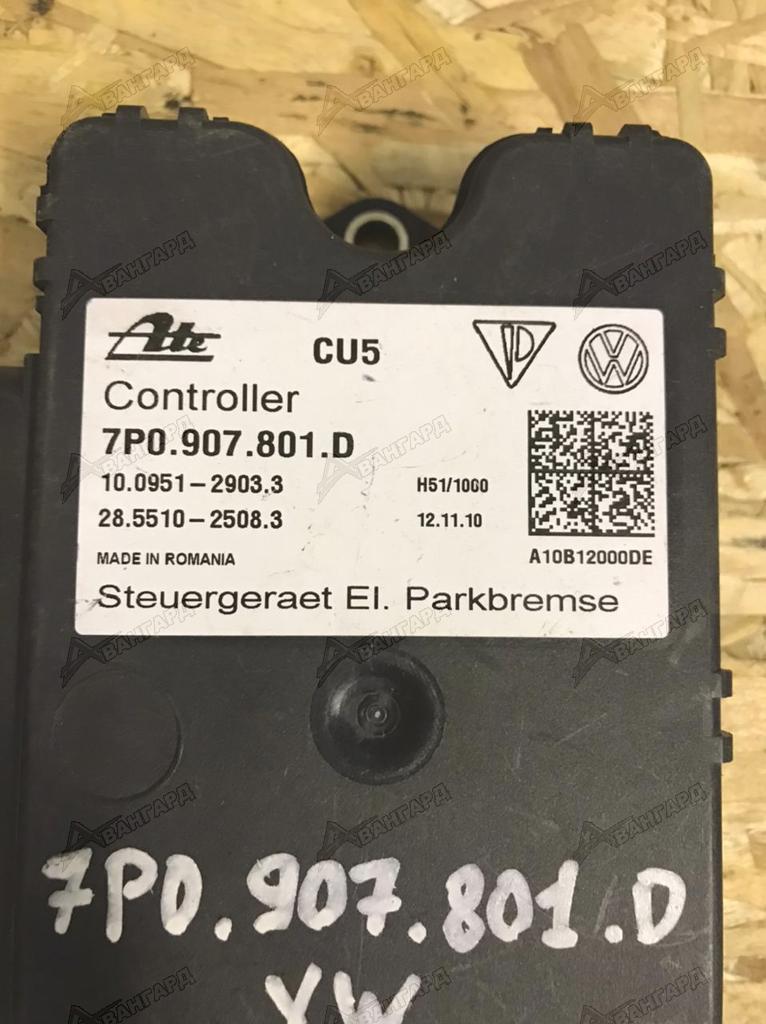 Ate CU5
Controller
7P0.907.801.D
10.0951-2903.3 H51/1000
28.5510-2508.3 12.11.10
MADE IN ROMANIA A10B12000DE
Steuergeraet El. Parkbremse
7P0.907.801.D
АВАНГАРД